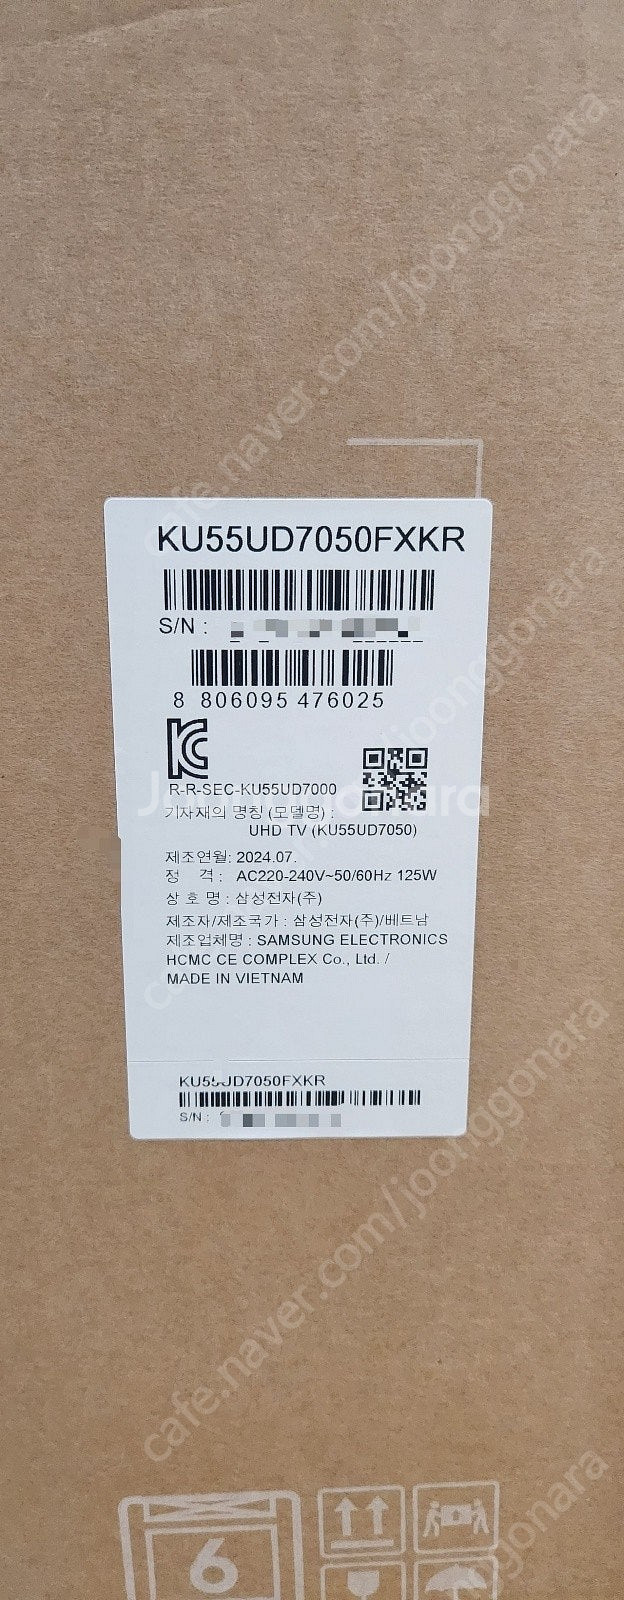 KU55UD7050FXKR
S/N :
8 806095 476025
R-R-SEC-KU55UD7000
기자재의 명칭 (모델명) :
UHD TV (KU55UD7050)
제조연월: 2024.07.
정 격 : AC220-240V~50/60Hz 125W
상 호 명 : 삼성전자(주)
제조자/제조국가 : 삼성전자(주)/베트남
제조업체명 : SAMSUNG ELECTRONICS
HCMC CE COMPLEX Co., Ltd. /
MADE IN VIETNAM
KU55UD7050FXKR
S/N :
6
cafe.naver.com/joonggonara
cafe.naver.com/joonggonara
cafe.naver.com/joonggonara
Joonggonara